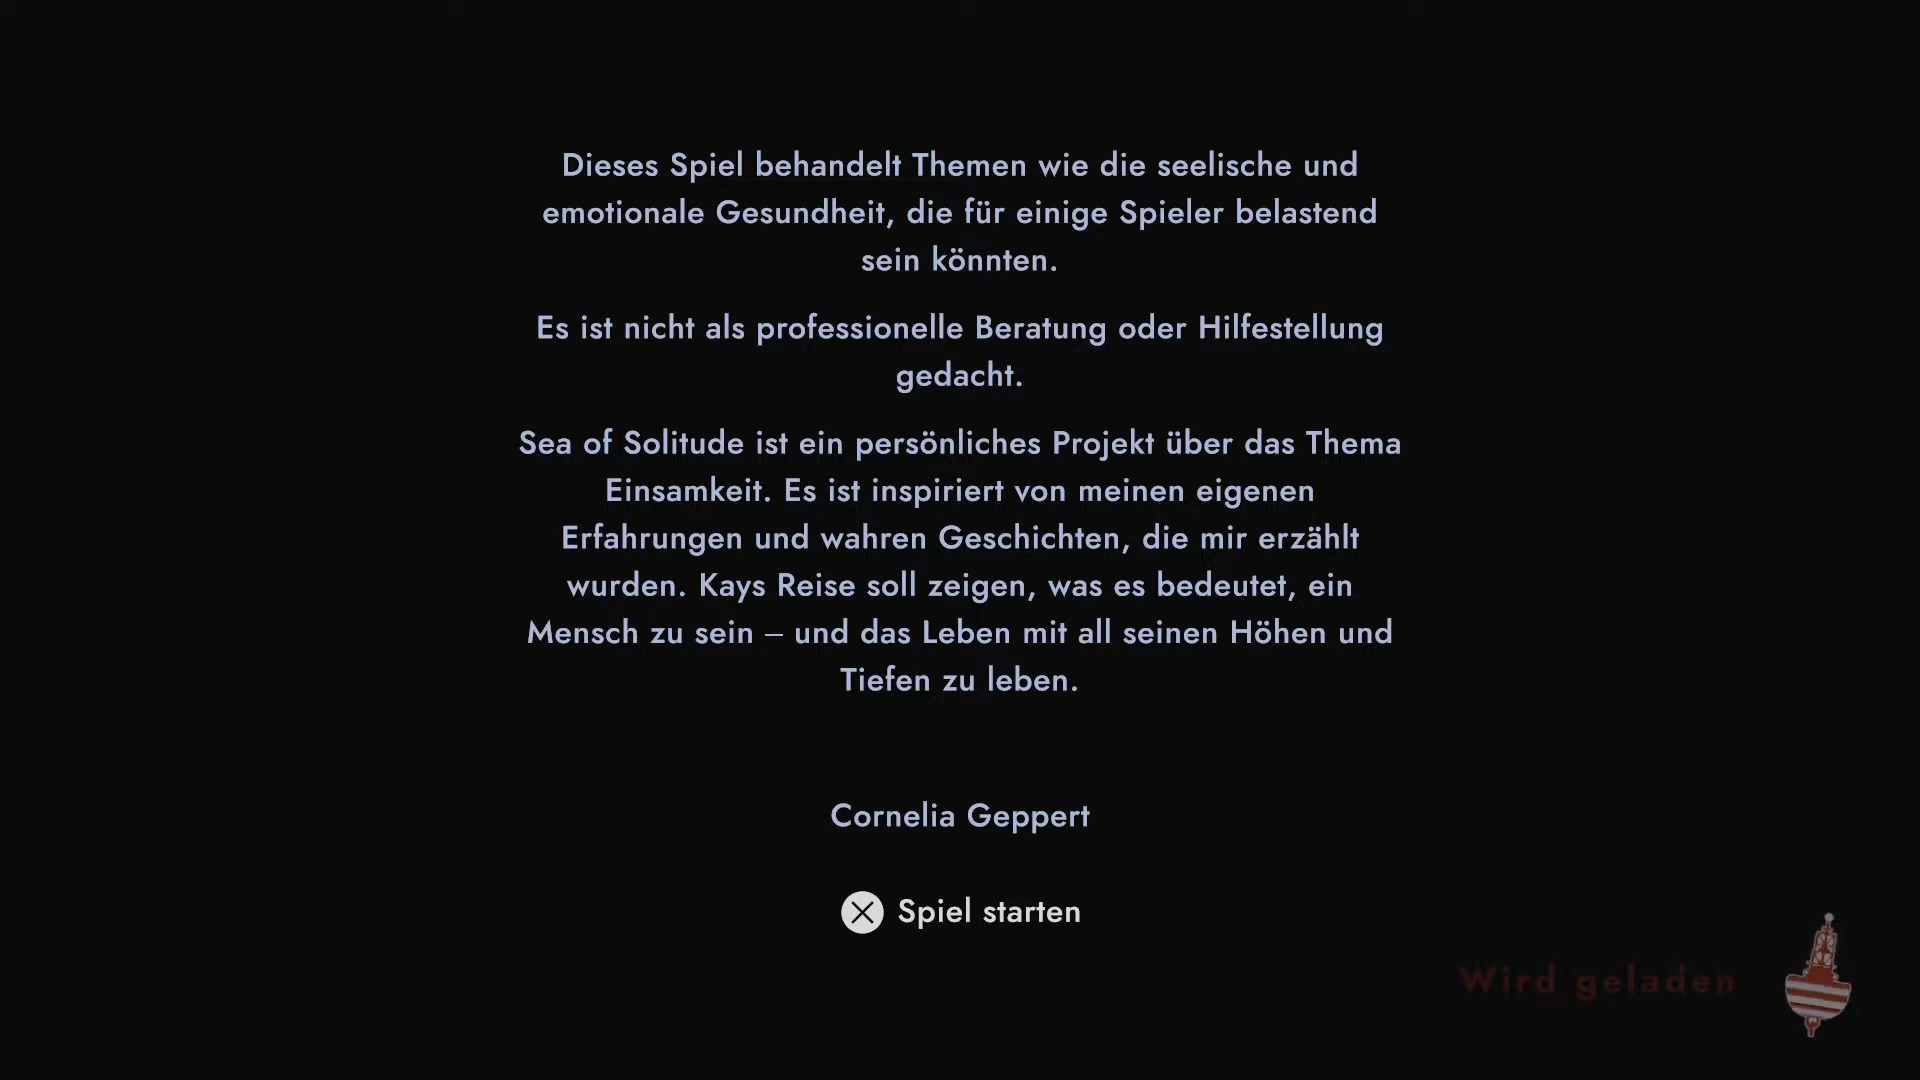 Dieses Spiel behandelt Themen wie die seelische und
emotionale Gesundheit, die für einige Spieler belastend
sein könnten.
Es ist nicht als professionelle Beratung oder Hilfestellung
gedacht.
Sea of Solitude ist ein persönliches Projekt über das Thema
Einsamkeit. Es ist inspiriert von meinen eigenen
Erfahrungen und wahren Geschichten, die mir erzählt
wurden. Kays Reise soll zeigen, was es bedeutet, ein
Mensch zu sein – und das Leben mit all seinen Höhen und
Tiefen zu leben.
Cornelia Geppert
Spiel starten
Wird geladen